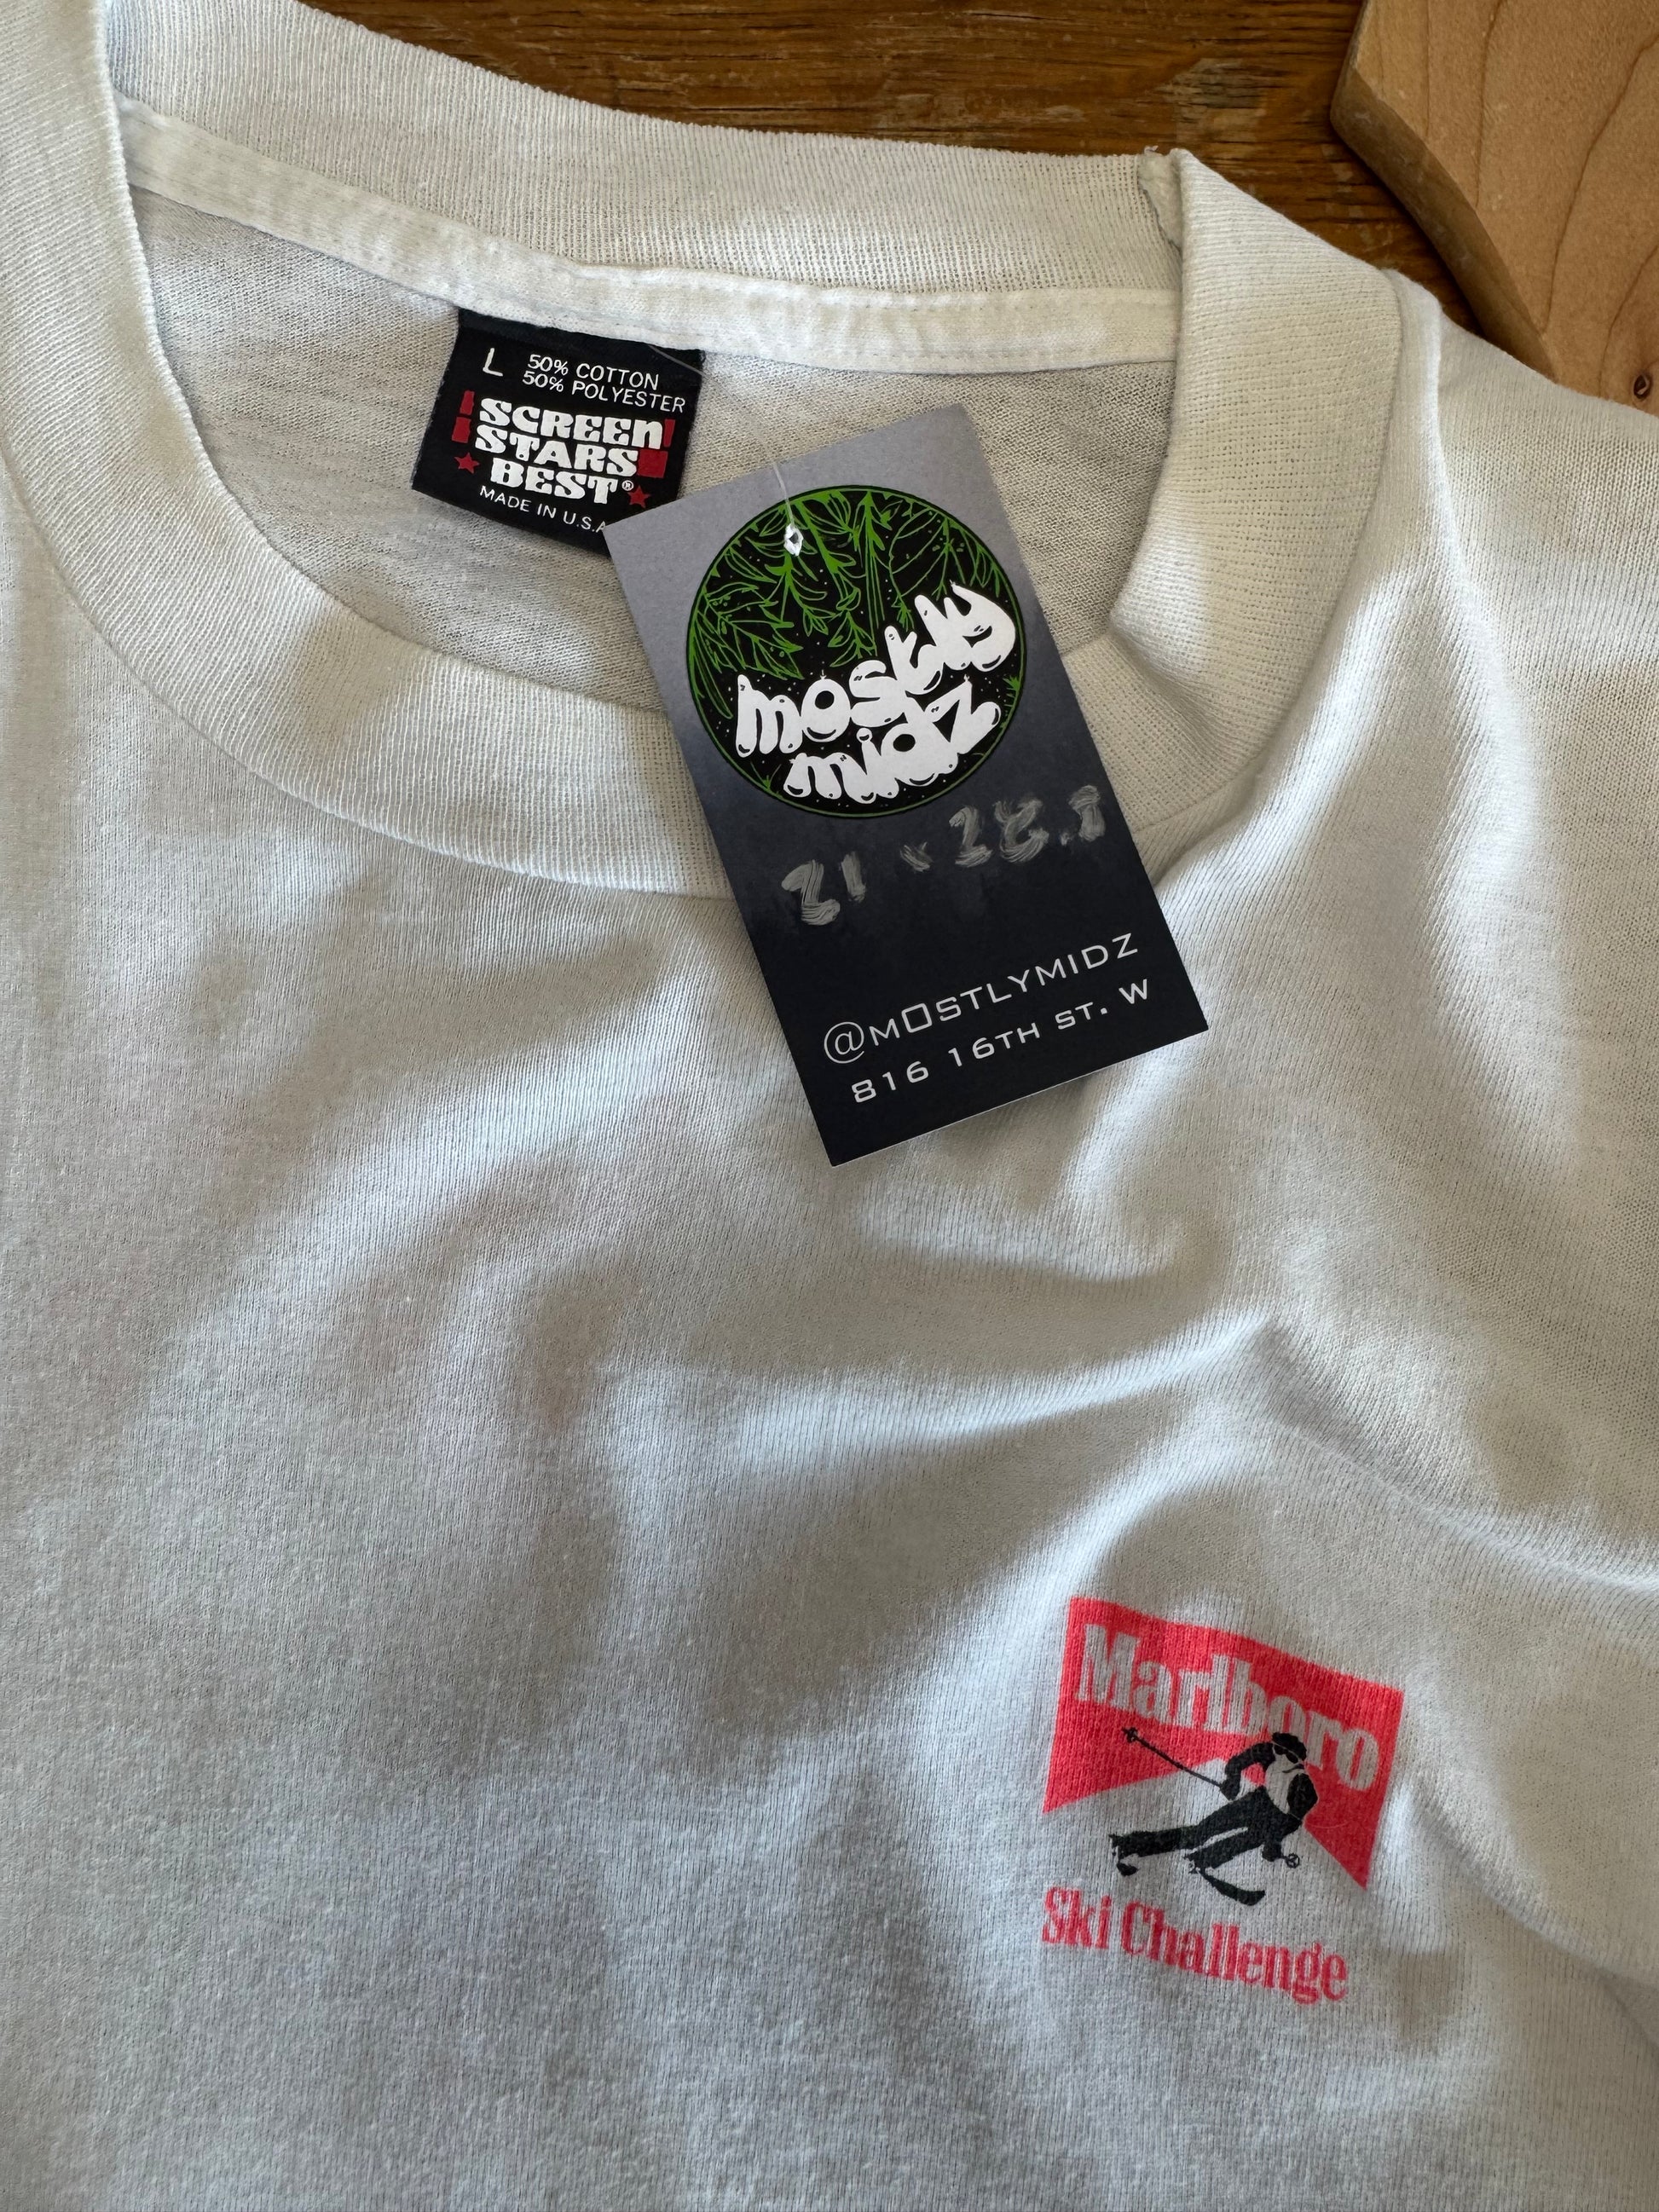 L 50% COTTON
50% POLYESTER
SCREEN
STARS
BEST®
MADE IN U.S.A
mostly
midz
@MOSTLYMIDZ
816 16TH ST. W
Marlboro
Ski Challenge